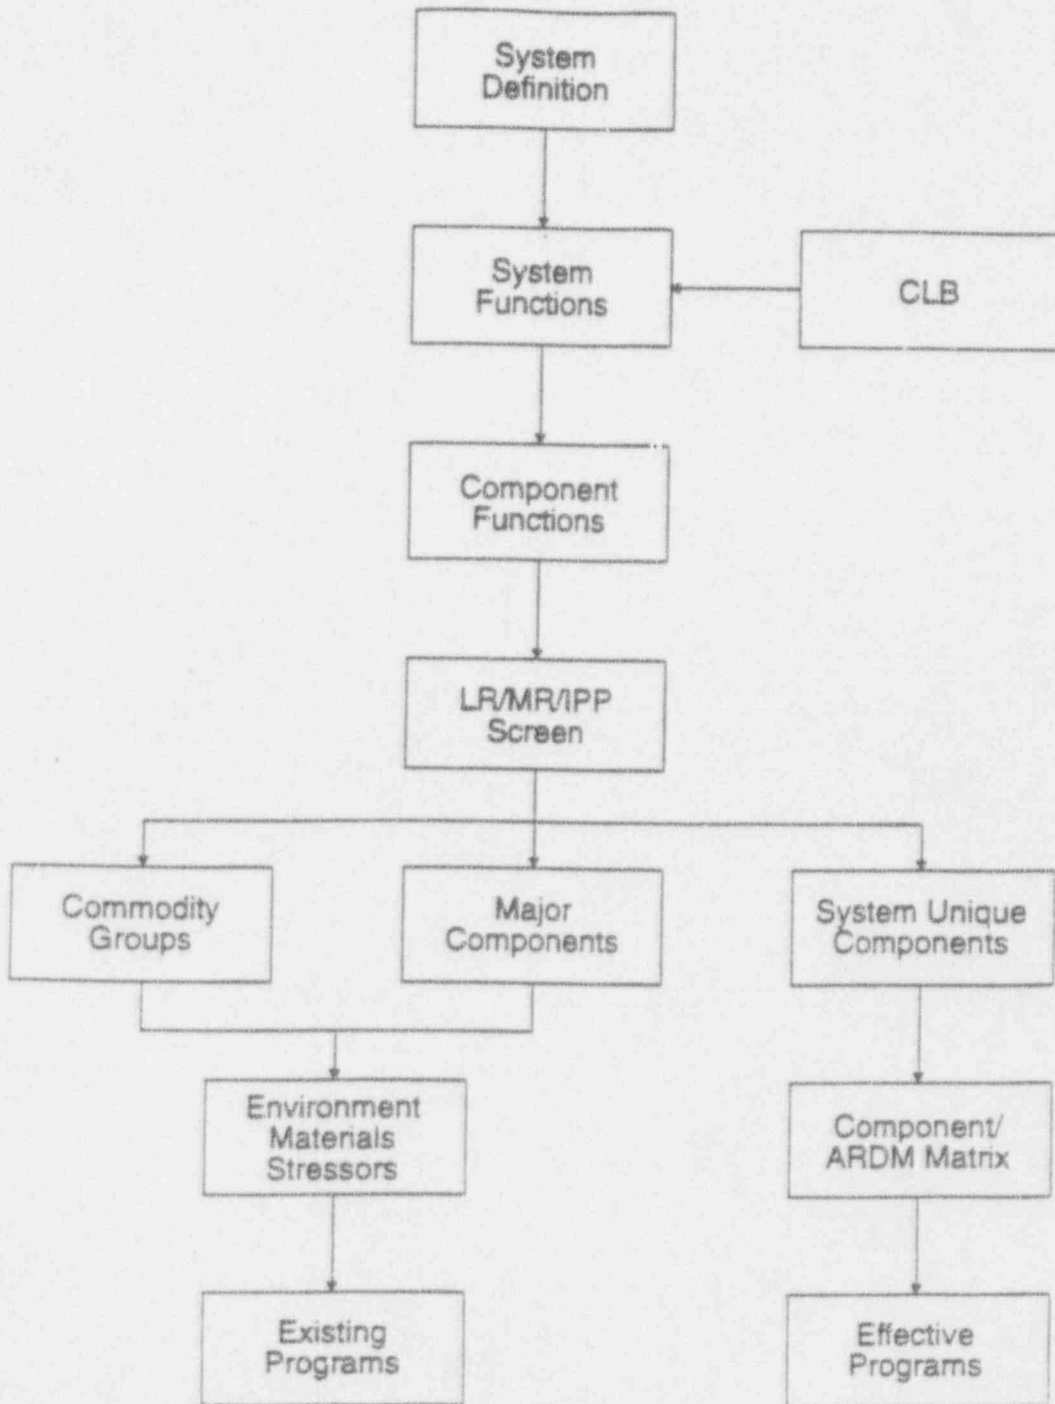 System
Definition
System
Functions
CLB
Component
Functions
LR/MR/IPP
Screen
Commodity
Groups
Major
Components
System Unique
Components
Environment
Materials
Stressors
Component/
ARDM Matrix
Existing
Programs
Effective
Programs